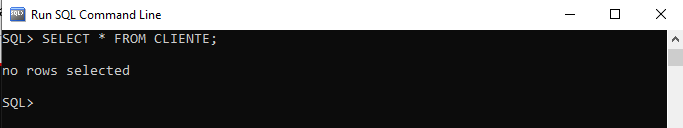 Run SQL Command Line
SQL> SELECT * FROM CLIENTE;
no rows selected
SQL>